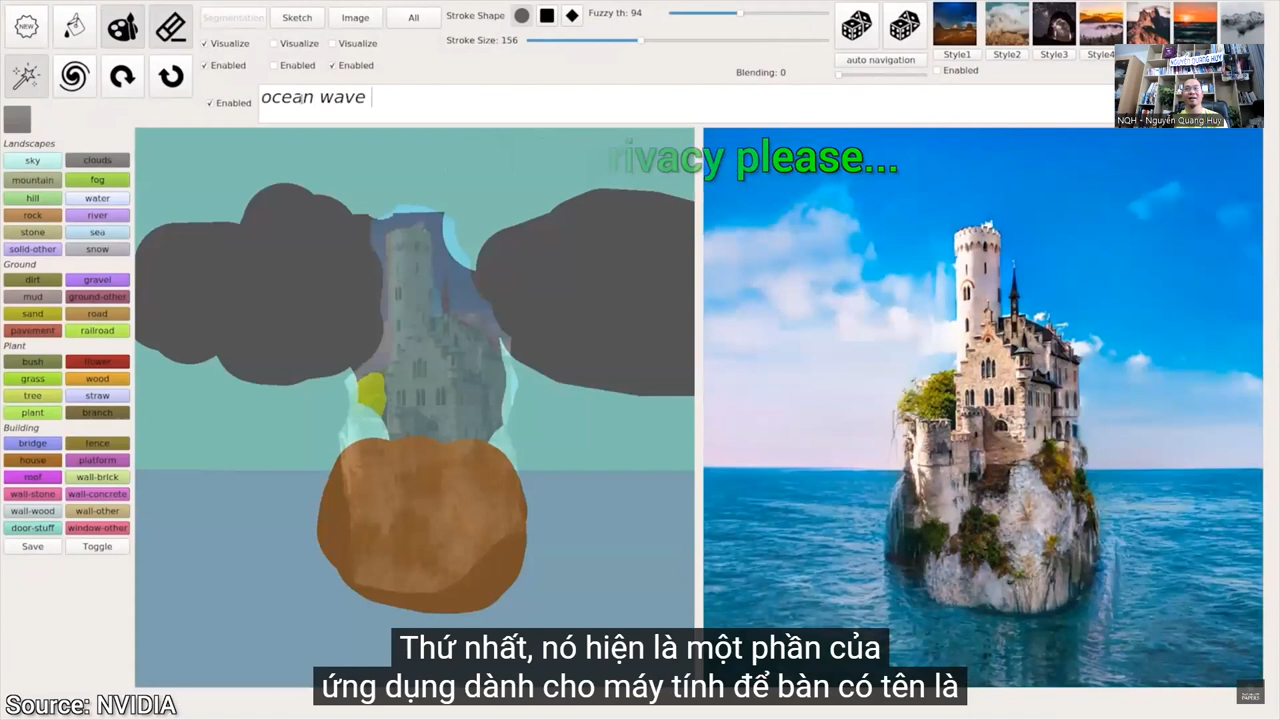 NEW
Segmentation
Sketch
Image
All
Visualize
Visualize
Visualize
Enabled
Enabled
Enabled
Stroke Shape
Fuzzy th: 94
Stroke Size: 156
Blending: 0
auto navigation
Style1
Style2
Style3
Style4
Enabled
Enabled
ocean wave
NGUYỄN QUANG HUY
NQH - Nguyễn Quang Huy
rivacy please...
Landscapes
sky clouds
mountain fog
hill water
rock river
stone sea
solid-other snow
Ground
dirt gravel
mud ground-other
sand road
pavement railroad
Plant
bush flower
grass wood
tree straw
plant branch
Building
bridge fence
house platform
roof wall-brick
wall-stone wall-concrete
wall-wood wall-other
door-stuff window-other
Save Toggle
Thứ nhất, nó hiện là một phần của
ứng dụng dành cho máy tính để bàn có tên là
Source: NVIDIA